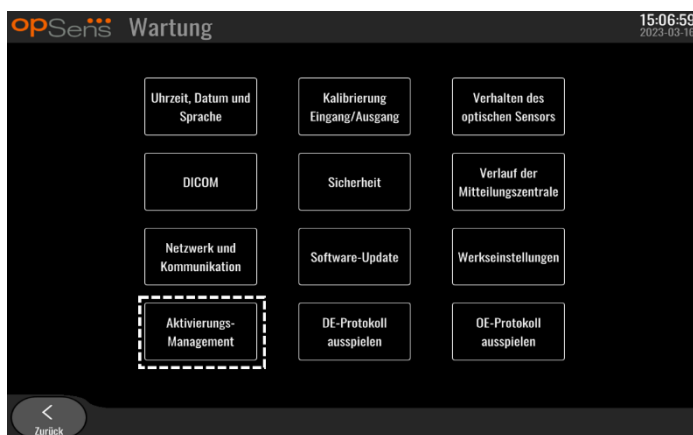 opSens Wartung
15:06:59
2023-03-16
Uhrzeit, Datum und
Sprache
Kalibrierung
Eingang/Ausgang
Verhalten des
optischen Sensors
DICOM
Sicherheit
Verlauf der
Mitteilungszentrale
Netzwerk und
Kommunikation
Software-Update
Werkseinstellungen
Aktivierungs-
Management
DE-Protokoll
ausspielen
OE-Protokoll
ausspielen
Zurück